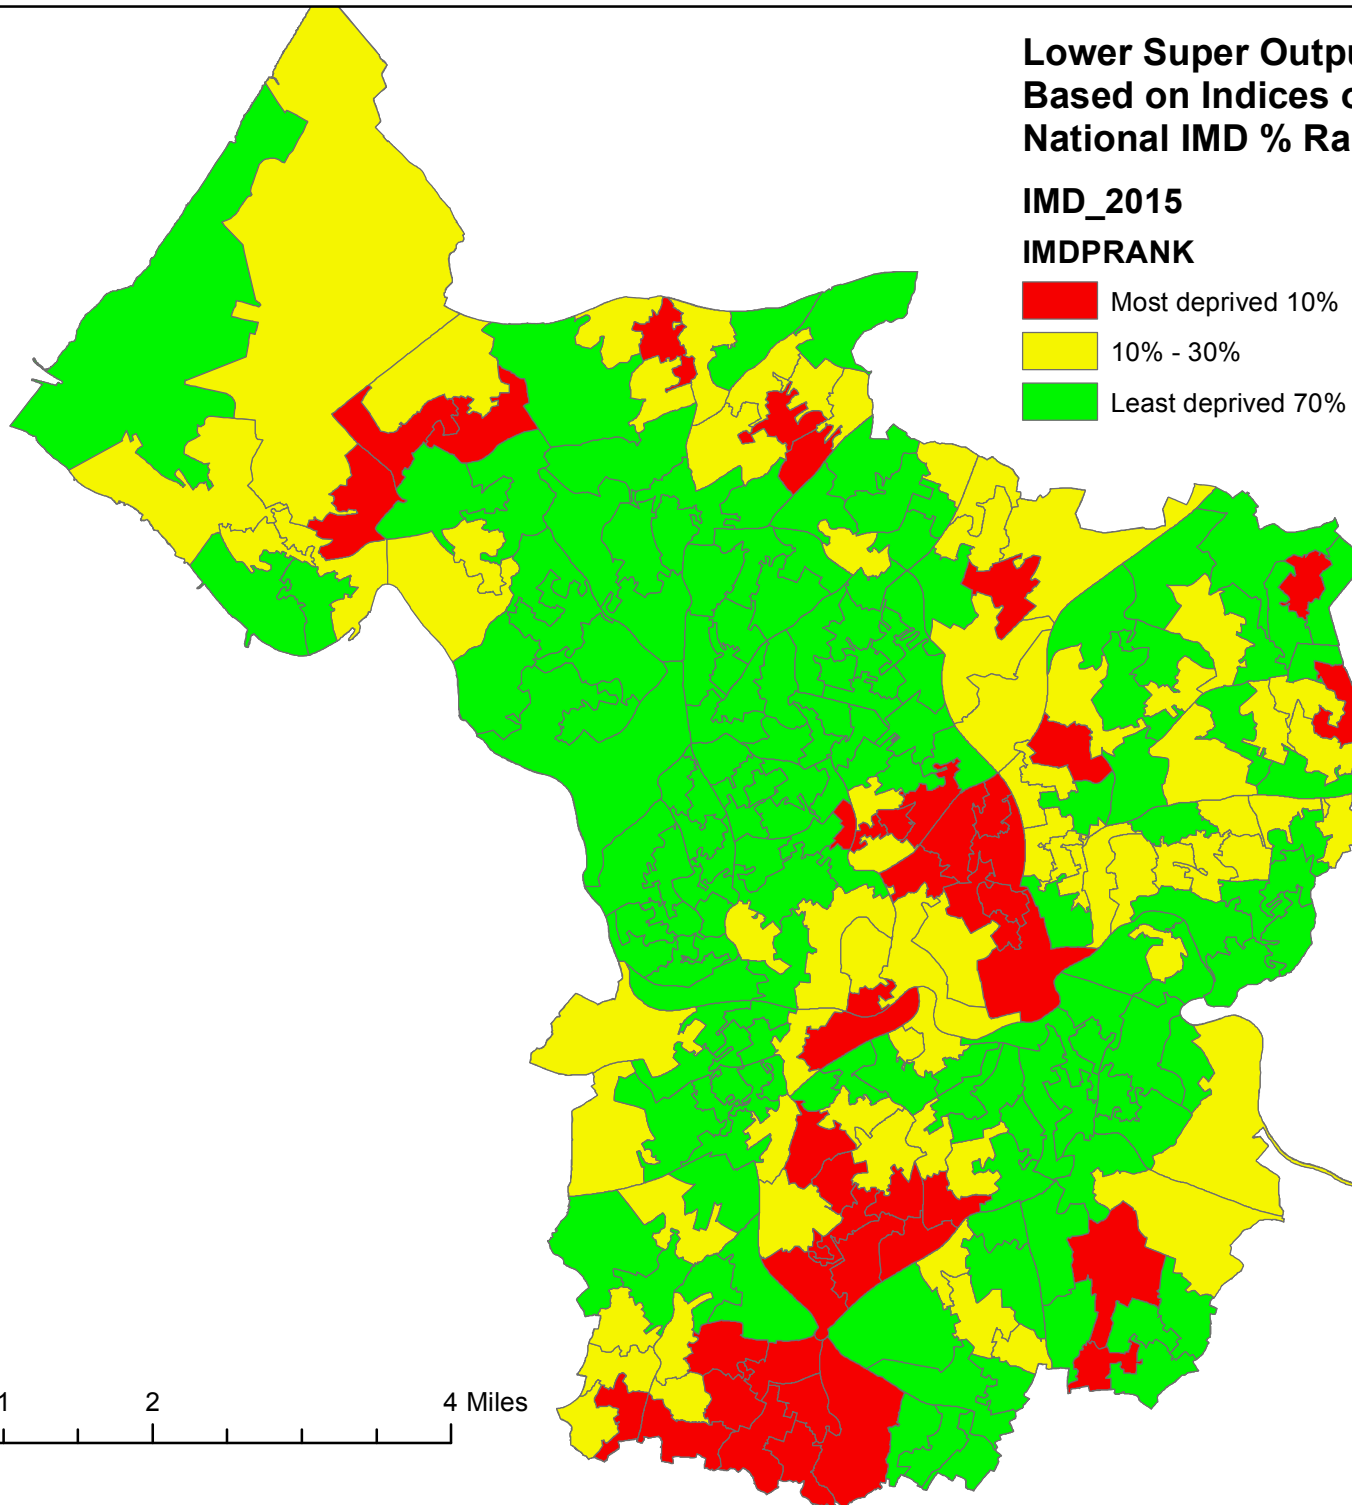 Lower Super Outpu
Based on Indices o
National IMD % Ra
IMD_2015
IMDPRANK
Most deprived 10%
10% - 30%
Least deprived 70%
1 2 4 Miles